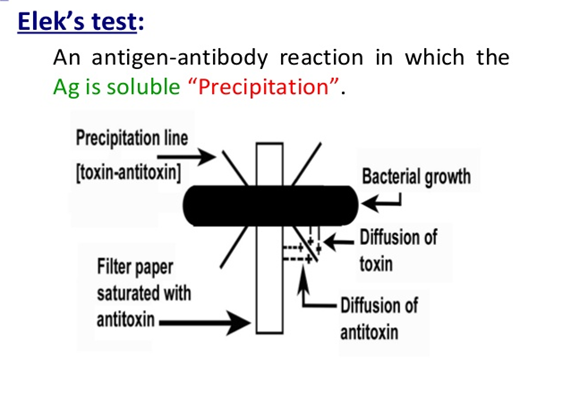 Elek's test:
An antigen-antibody reaction in which the
Ag is soluble “Precipitation”.
Precipitation line
[toxin-antitoxin]
Bacterial growth
Diffusion of
toxin
Filter paper
saturated with
antitoxin
Diffusion of
antitoxin